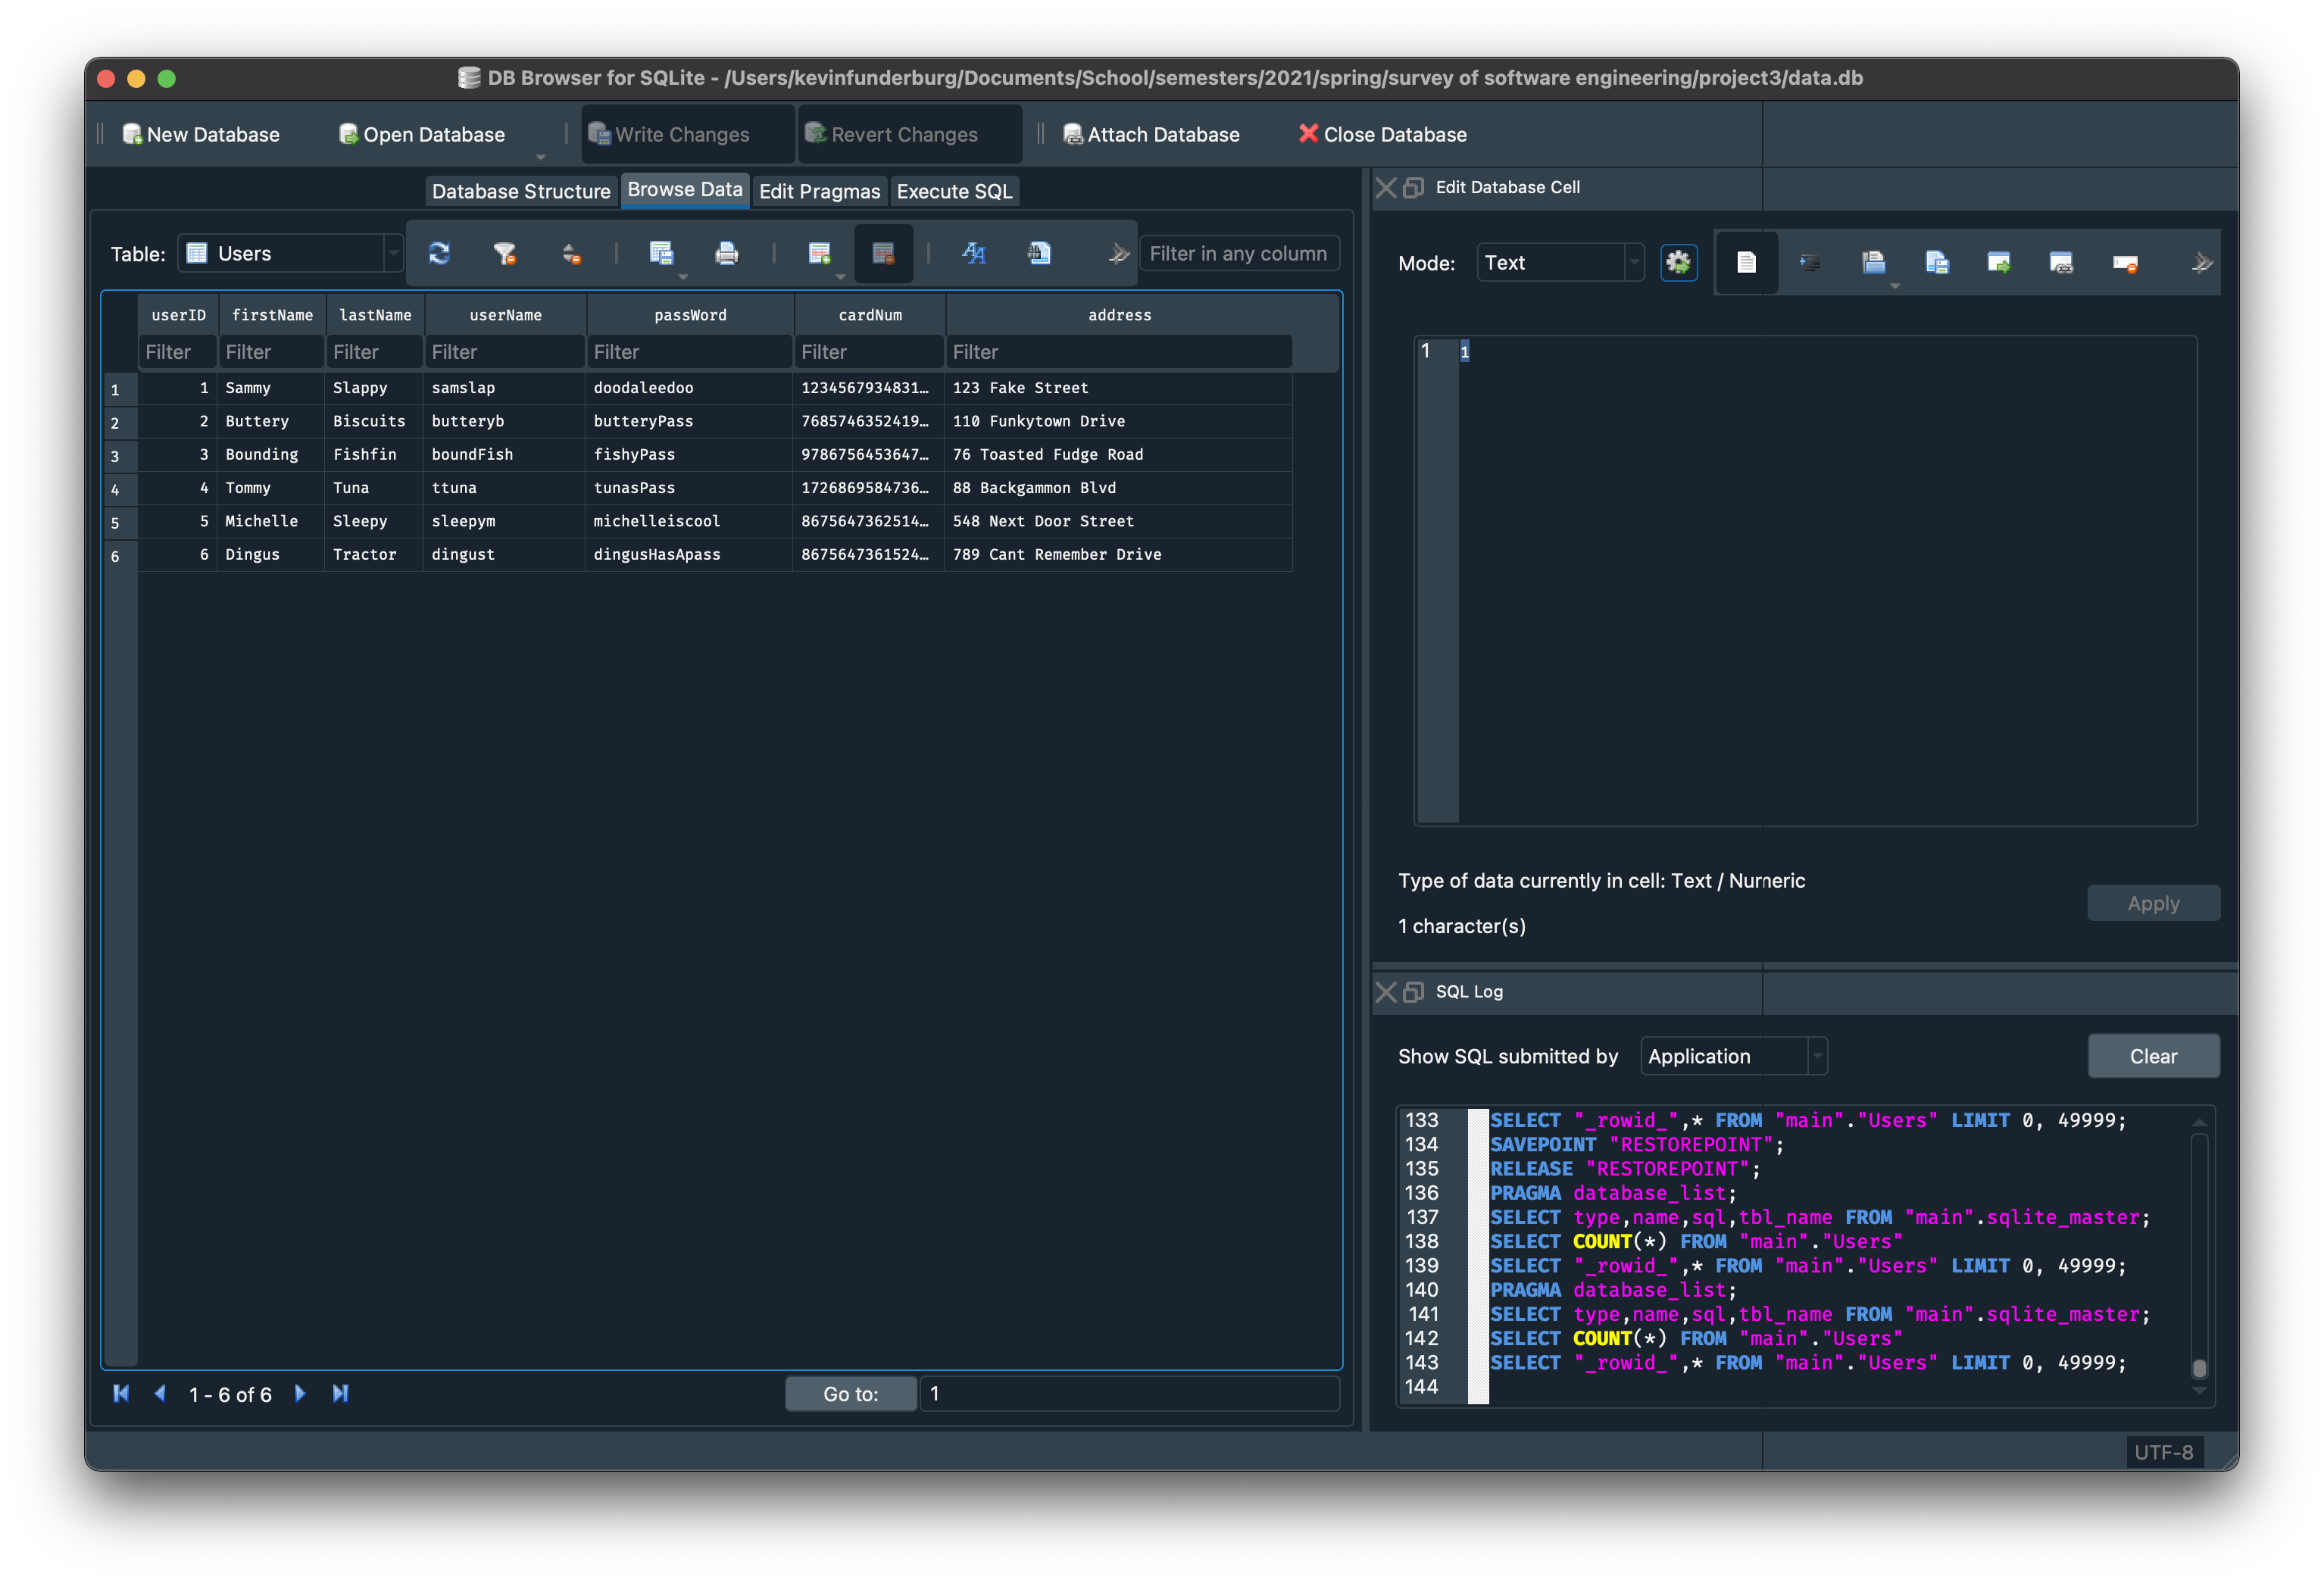 DB Browser for SQLite - /Users/kevinfunderburg/Documents/School/semesters/2021/spring/survey of software engineering/project3/data.db
New Database Open Database Write Changes Revert Changes Attach Database Close Database
Database Structure Browse Data Edit Pragmas Execute SQL
Table: Users Filter in any column
userID firstName lastName userName passWord cardNum address
Filter Filter Filter Filter Filter Filter Filter
1 1 Sammy Slappy samslap doodaleedoo 1234567934831… 123 Fake Street
2 2 Buttery Biscuits butteryb butteryPass 7685746352419… 110 Funkytown Drive
3 3 Bounding Fishfin boundFish fishyPass 9786756453647… 76 Toasted Fudge Road
4 4 Tommy Tuna ttuna tunasPass 1726869584736… 88 Backgammon Blvd
5 5 Michelle Sleepy sleepym michelleiscool 8675647362514… 548 Next Door Street
6 6 Dingus Tractor dingust dingusHasApass 8675647361524… 789 Cant Remember Drive
1 - 6 of 6 Go to: 1
Edit Database Cell
Mode: Text
1 1
Type of data currently in cell: Text / Numeric
1 character(s)
Apply
SQL Log
Show SQL submitted by Application Clear
133 SELECT "_rowid_",* FROM "main"."Users" LIMIT 0, 49999;
134 SAVEPOINT "RESTOREPOINT";
135 RELEASE "RESTOREPOINT";
136 PRAGMA database_list;
137 SELECT type,name,sql,tbl_name FROM "main".sqlite_master;
138 SELECT COUNT(*) FROM "main"."Users"
139 SELECT "_rowid_",* FROM "main"."Users" LIMIT 0, 49999;
140 PRAGMA database_list;
141 SELECT type,name,sql,tbl_name FROM "main".sqlite_master;
142 SELECT COUNT(*) FROM "main"."Users"
143 SELECT "_rowid_",* FROM "main"."Users" LIMIT 0, 49999;
144
UTF-8